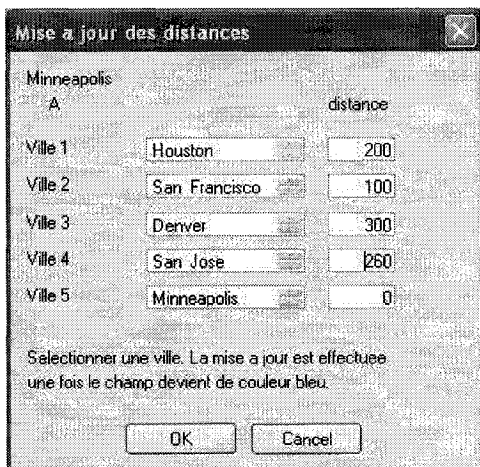 Mise a jour des distances
Minneapolis
A distance
Ville 1 Houston 200
Ville 2 San Francisco 100
Ville 3 Denver 300
Ville 4 San Jose 260
Ville 5 Minneapolis 0
Selectionner une ville. La mise a jour est effectuee
une fois le champ devient de couleur bleu.
OK Cancel